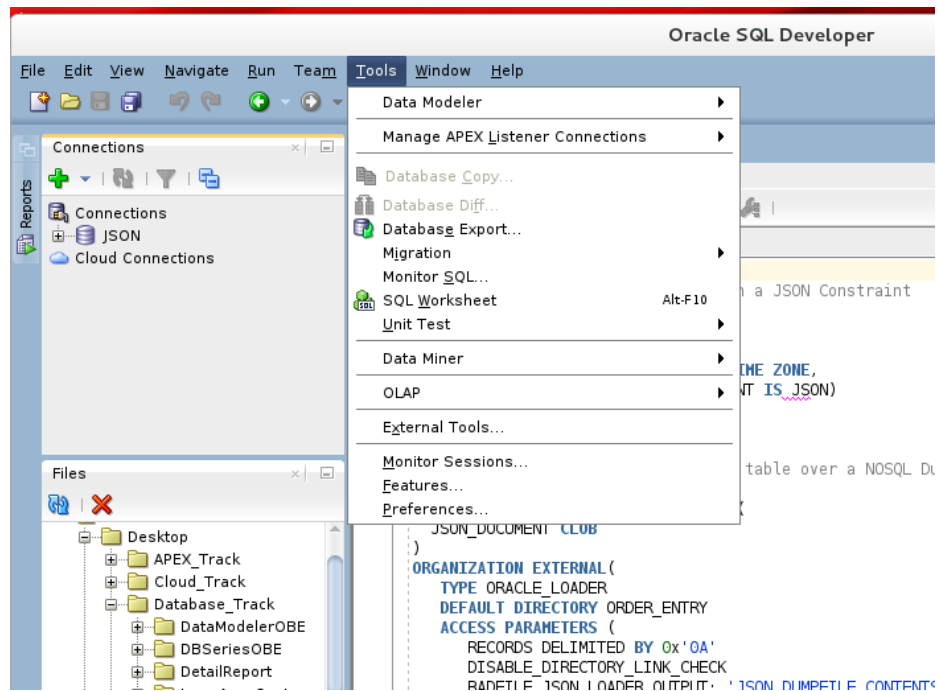 Oracle SQL Developer
File Edit View Navigate Run Team Tools Window Help
Data Modeler
Manage APEX Listener Connections
Database Copy...
Database Diff...
Database Export...
Migration
Monitor SQL...
SQL Worksheet Alt-F10
Unit Test
Data Miner
OLAP
External Tools...
Monitor Sessions...
Features...
Preferences...
Reports
Connections
Connections
JSON
Cloud Connections
Files
Desktop
APEX_Track
Cloud_Track
Database_Track
DataModelerOBE
DBSeriesOBE
DetailReport
a JSON Constraint
ZONE,
IS JSON)
table over a NOSQL
JSON_DOCUMENT CLOB
)
ORGANIZATION EXTERNAL(
TYPE ORACLE_LOADER
DEFAULT DIRECTORY ORDER_ENTRY
ACCESS PARAMETERS (
RECORDS DELIMITED BY 0x'0A'
DISABLE_DIRECTORY_LINK_CHECK
BADFILE JSON_LOADER_OUTPUT: 'JSON_DUMPFILE_CONTENTS